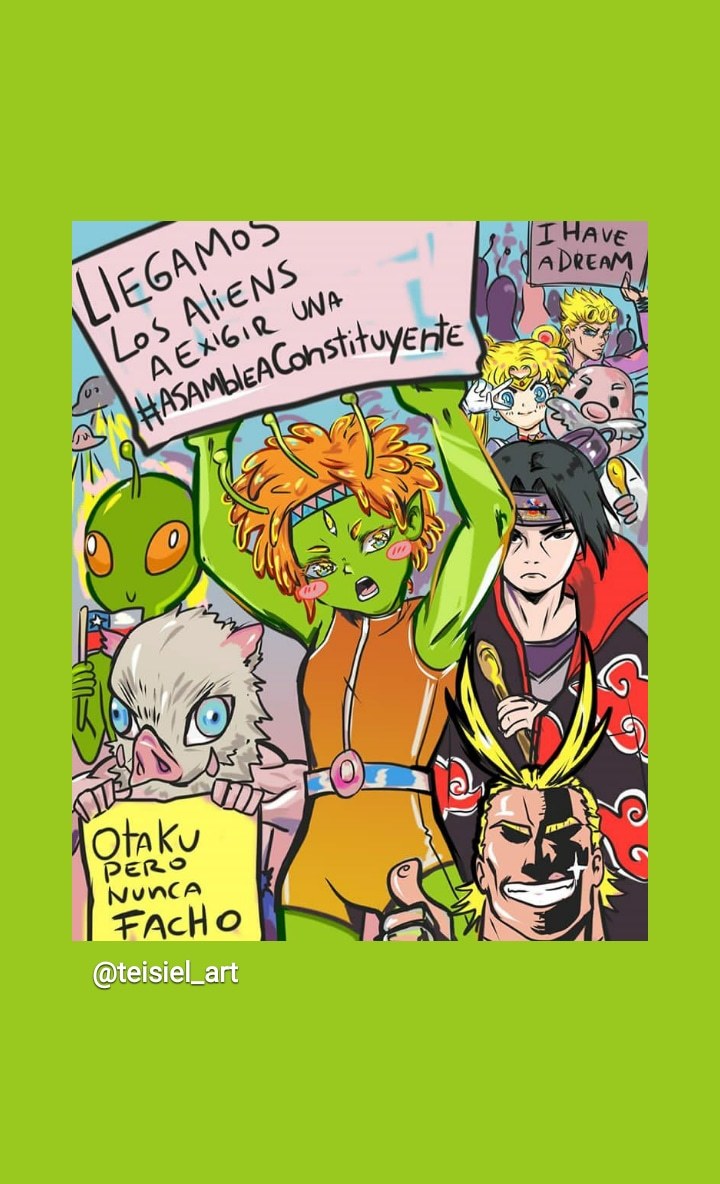 LLEGAMOS
LOS ALiENS
A EXiGiR UNA
#ASAMbLEAConstituyente
I HAVE
A DREAM
OtAKU
PERO
NUNCA
FACHO
@teisiel_art